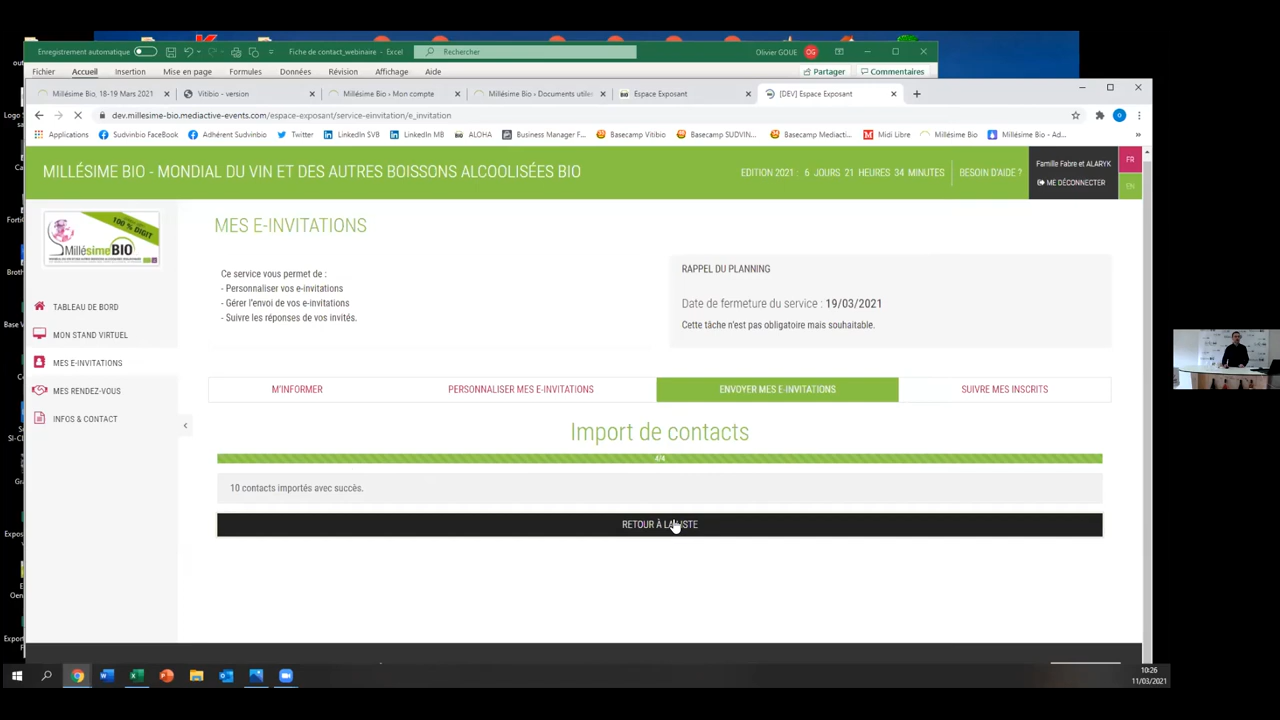 Enregistrement automatique
Fiche de contact_webinaire - Excel
Rechercher
Olivier GOUE
OG
Fichier Accueil Insertion Mise en page Formules Données Révision Affichage Aide
Partager
Commentaires
Millésime Bio, 18-19 Mars 2021
Vitibio - version
Millésime Bio › Mon compte
Millésime Bio › Documents utiles
Espace Exposant
[DEV] Espace Exposant
dev.millesime-bio.mediactive-events.com/espace-exposant/service-einvitation/e_invitation
Applications
Sudvinbio FaceBook
Adhérent Sudvinbio
Twitter
LinkedIn SVB
LinkedIn MB
ALOHA
Business Manager F...
Basecamp Vitibio
Basecamp SUDVIN...
Basecamp Mediacti...
Midi Libre
Millésime Bio
Millésime Bio - Ad...
MILLÉSIME BIO - MONDIAL DU VIN ET DES AUTRES BOISSONS ALCOOLISÉES BIO
EDITION 2021 : 6 JOURS 21 HEURES 34 MINUTES
BESOIN D'AIDE ?
Famille Fabre et ALARYK
ME DÉCONNECTER
FR
EN
100 % DIGIT
MillésimeBIO
MES E-INVITATIONS
Ce service vous permet de :
- Personnaliser vos e-invitations
- Gérer l'envoi de vos e-invitations
- Suivre les réponses de vos invités.
RAPPEL DU PLANNING
Date de fermeture du service : 19/03/2021
Cette tâche n'est pas obligatoire mais souhaitable.
TABLEAU DE BORD
MON STAND VIRTUEL
MES E-INVITATIONS
MES RENDEZ-VOUS
INFOS & CONTACT
M'INFORMER
PERSONNALISER MES E-INVITATIONS
ENVOYER MES E-INVITATIONS
SUIVRE MES INSCRITS
Import de contacts
4/4
10 contacts importés avec succès.
RETOUR À LA LISTE
10:26
11/03/2021